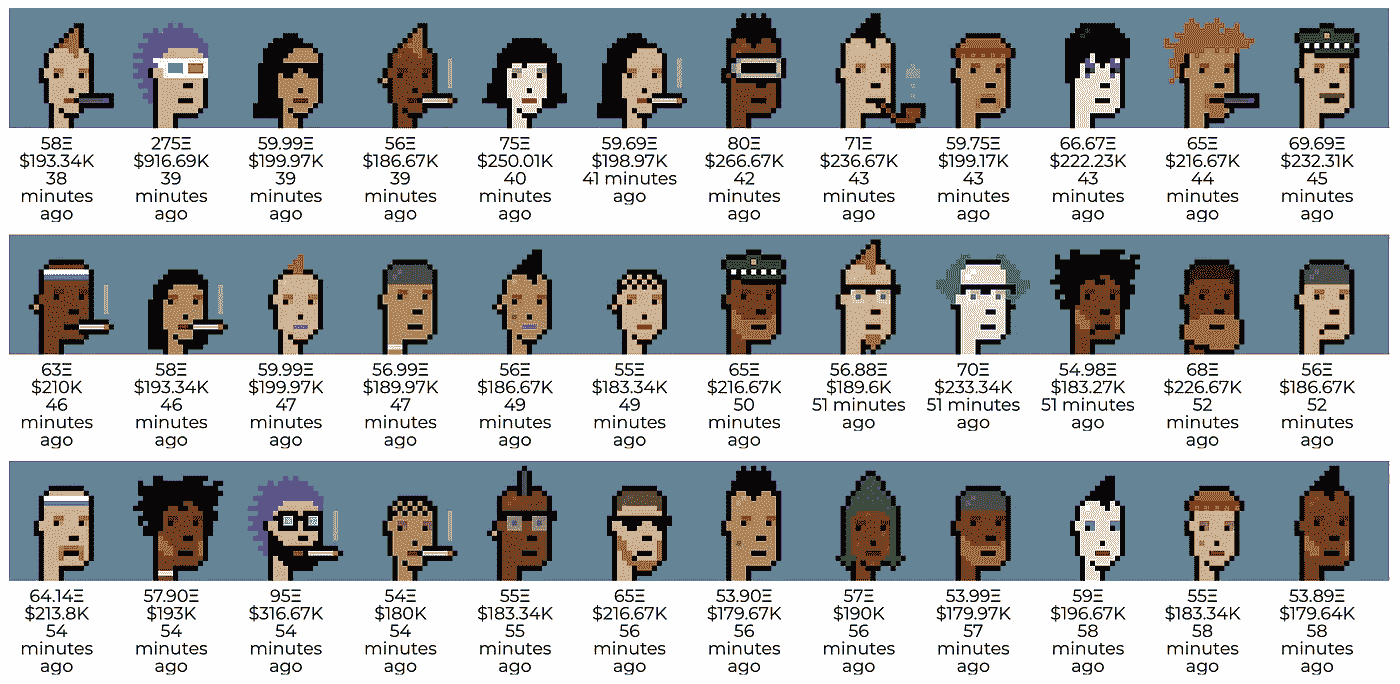 58Ξ 275Ξ 59.99Ξ 56Ξ 75Ξ 59.69Ξ 80Ξ 71Ξ 59.75Ξ 66.67Ξ 65Ξ 69.69Ξ
$193.34K $916.69K $199.97K $186.67K $250.01K $198.97K $266.67K $236.67K $199.17K $222.23K $216.67K $232.31K
38 39 39 39 40 41 minutes 42 43 43 43 44 45
minutes minutes minutes minutes minutes ago minutes minutes minutes minutes minutes minutes
ago ago ago ago ago ago ago ago ago ago ago
63Ξ 58Ξ 59.99Ξ 56.99Ξ 56Ξ 55Ξ 65Ξ 56.88Ξ 70Ξ 54.98Ξ 68Ξ 56Ξ
$210K $193.34K $199.97K $189.97K $186.67K $183.34K $216.67K $189.6K $233.34K $183.27K $226.67K $186.67K
46 46 47 47 49 49 50 51 minutes 51 minutes 51 minutes 52 52
minutes minutes minutes minutes minutes minutes minutes ago ago ago minutes minutes
ago ago ago ago ago ago ago ago ago
64.14Ξ 57.90Ξ 95Ξ 54Ξ 55Ξ 65Ξ 53.90Ξ 57Ξ 53.99Ξ 59Ξ 55Ξ 53.89Ξ
$213.8K $193K $316.67K $180K $183.34K $216.67K $179.67K $190K $179.97K $196.67K $183.34K $179.64K
54 54 54 54 55 56 56 56 57 58 58 58
minutes minutes minutes minutes minutes minutes minutes minutes minutes minutes minutes minutes
ago ago ago ago ago ago ago ago ago ago ago ago